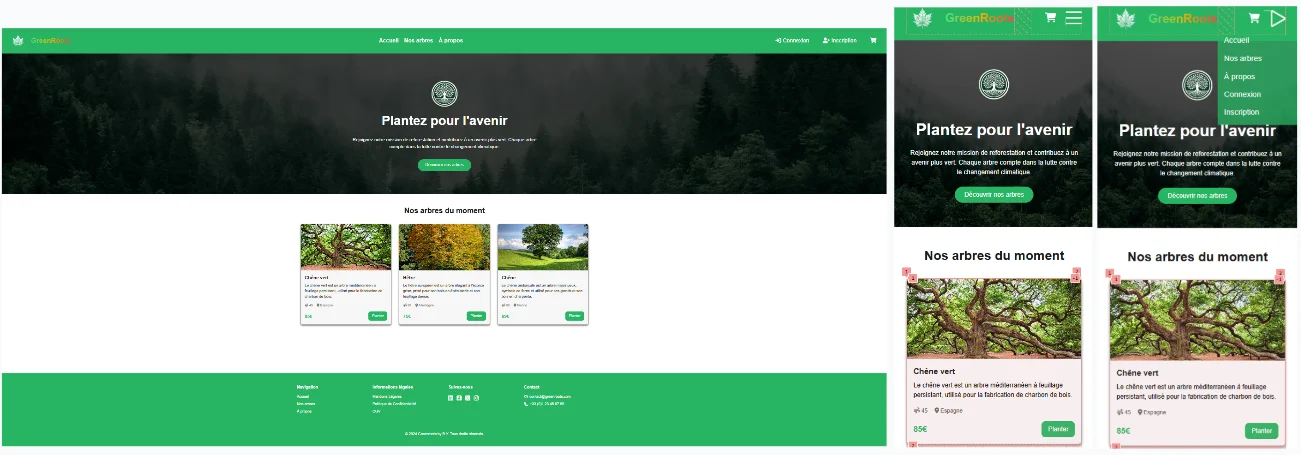 GreenRoots
Accueil Nos arbres À propos
Connexion
Inscription
Plantez pour l'avenir
Rejoignez notre mission de reforestation et contribuez à un avenir plus vert. Chaque arbre
compte dans la lutte contre le changement climatique.
Découvrir nos arbres
Nos arbres du moment
Chêne vert
Le chêne vert est un arbre méditerranéen à
feuillage persistant, utilisé pour la fabrication de
charbon de bois.
45 Espagne
85€
Planter
Hêtre
Planter
Chêne
Planter
Navigation
Accueil
Nos arbres
À propos
Informations légales
Mentions Légales
Politique de Confidentialité
CGV
Suivez-nous
Contact
contact@greenroots.com
GreenRoots
Plantez pour l'avenir
Rejoignez notre mission de reforestation et contribuez à un
avenir plus vert. Chaque arbre compte dans la lutte contre
le changement climatique.
Découvrir nos arbres
Nos arbres du moment
Chêne vert
Le chêne vert est un arbre méditerranéen à feuillage
persistant, utilisé pour la fabrication de charbon de bois.
45 Espagne
85€
Planter
GreenRoots
Accueil
Nos arbres
À propos
Connexion
Inscription
Plantez pour l'avenir
Rejoignez notre mission de reforestation et contribuez à un
avenir plus vert. Chaque arbre compte dans la lutte contre
le changement climatique.
Découvrir nos arbres
Nos arbres du moment
Chêne vert
Le chêne vert est un arbre méditerranéen à feuillage
persistant, utilisé pour la fabrication de charbon de bois.
45 Espagne
85€
Planter